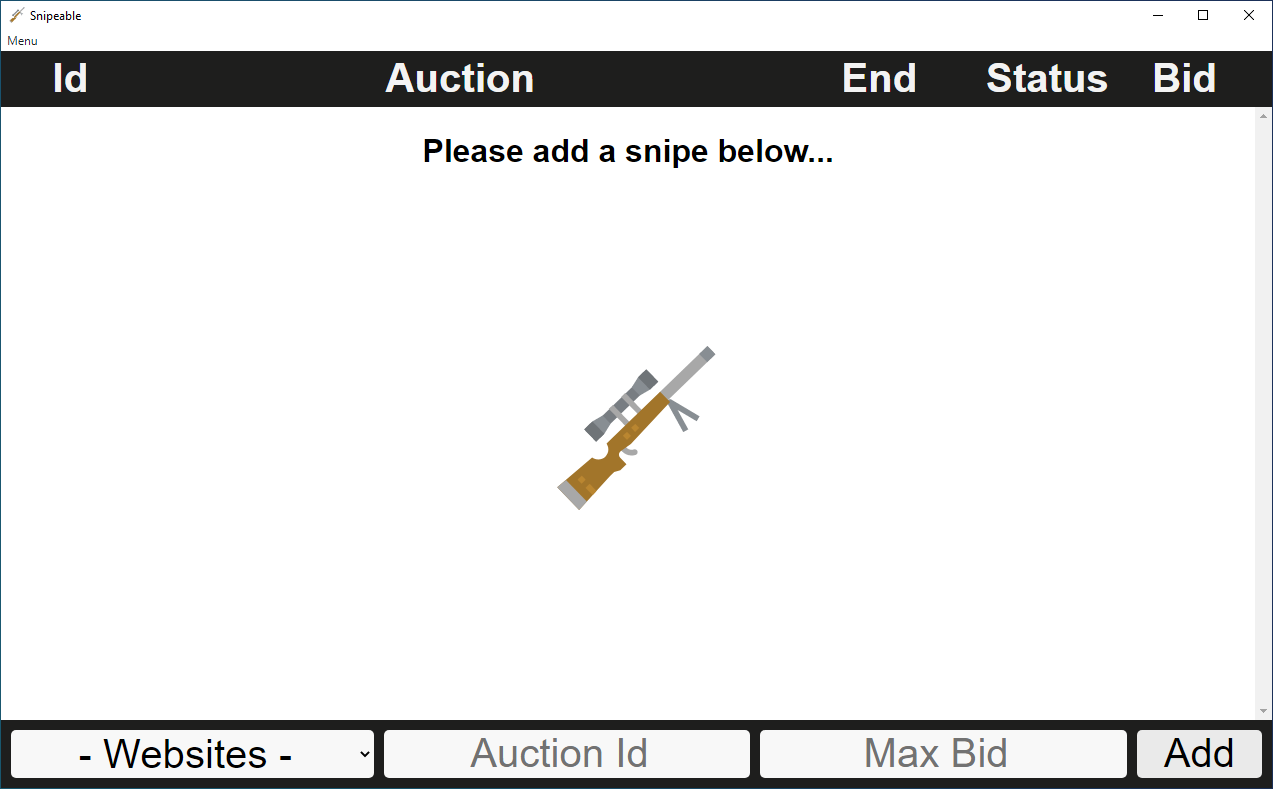 Snipeable
Menu
Id Auction End Status Bid
Please add a snipe below...
- Websites - Auction Id Max Bid Add